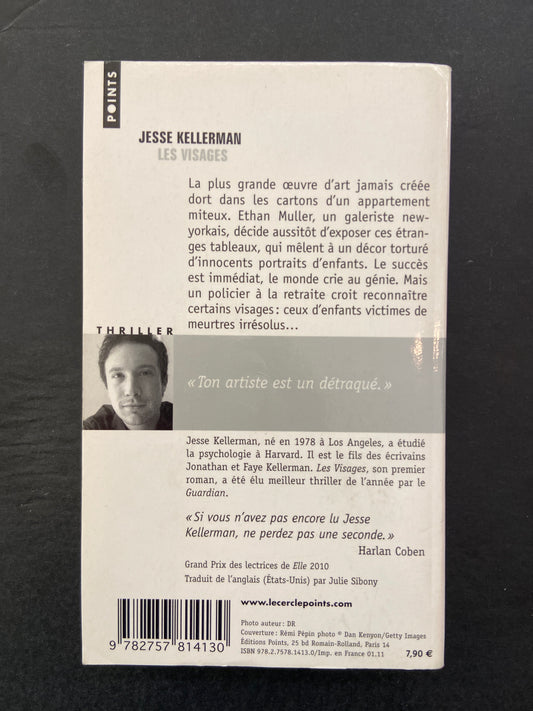 POINTS
JESSE KELLERMAN
LES VISAGES
La plus grande œuvre d'art jamais créée
dort dans les cartons d'un appartement
miteux. Ethan Muller, un galeriste new-
yorkais, décide aussitôt d'exposer ces étran-
ges tableaux, qui mêlent à un décor torturé
d'innocents portraits d'enfants. Le succès
est immédiat, le monde crie au génie. Mais
un policier à la retraite croit reconnaître
certains visages : ceux d'enfants victimes de
meurtres irrésolus…
THRILLER
« Ton artiste est un détraqué. »
Jesse Kellerman, né en 1978 à Los Angeles, a étudié
la psychologie à Harvard. Il est le fils des écrivains
Jonathan et Faye Kellerman. Les Visages, son premier
roman, a été élu meilleur thriller de l'année par le
Guardian.
« Si vous n'avez pas encore lu Jesse
Kellerman, ne perdez pas une seconde. »
Harlan Coben
Grand Prix des lectrices de Elle 2010
Traduit de l'anglais (États-Unis) par Julie Sibony
www.lecerclepoints.com
Photo auteur : DR
Couverture : Rémi Pépin photo © Dan Kenyon/Getty Images
Éditions Points, 25 bd Romain-Rolland, Paris 14
ISBN 978.2.7578.1413.0/Imp. en France 01.11
7,90 €
9 782757 814130